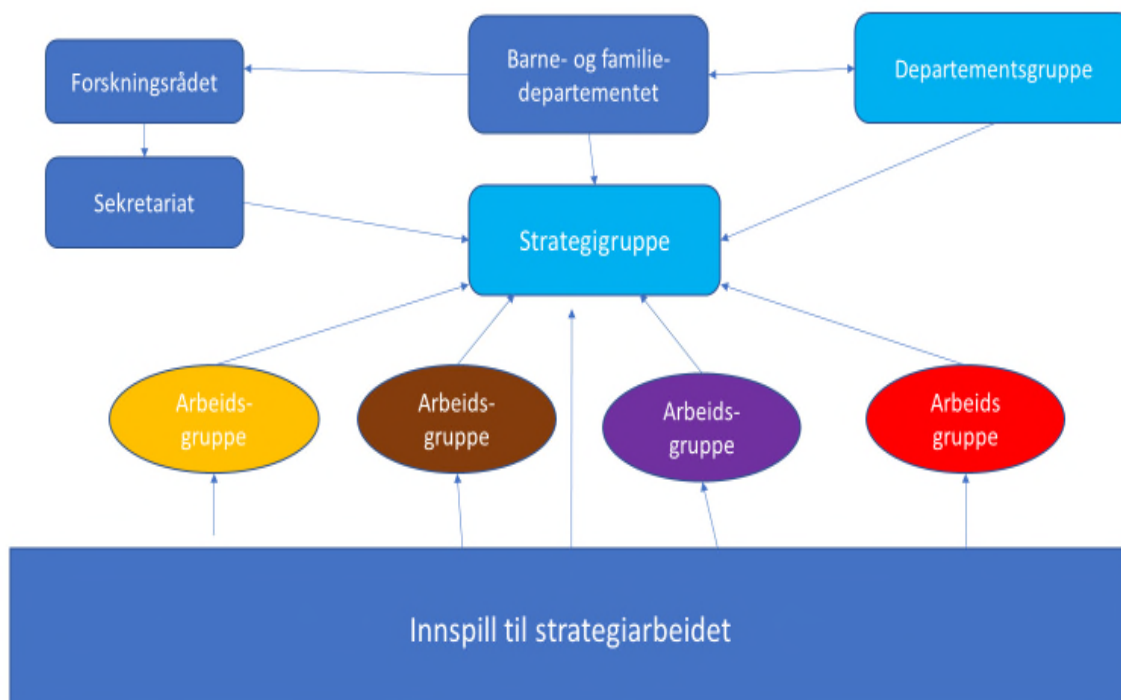 Forskningsrådet
Barne- og familie-
departementet
Departementsgruppe
Sekretariat
Strategigruppe
Arbeids-
gruppe
Arbeids-
gruppe
Arbeids-
gruppe
Arbeids
gruppe
Innspill til strategiarbeidet